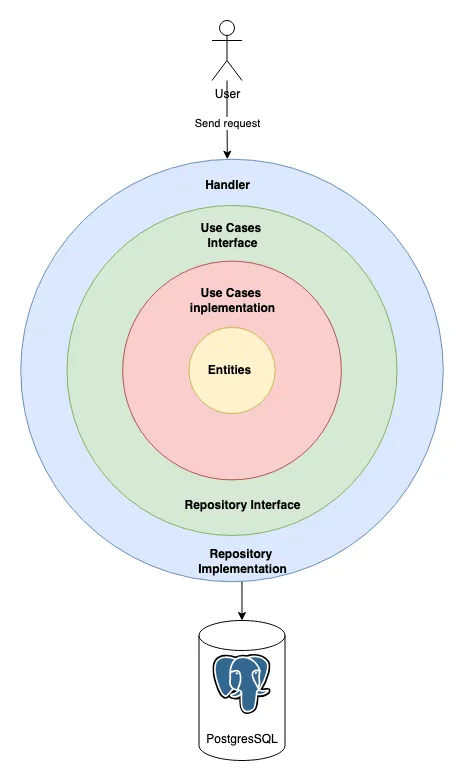 User
Send request
Handler
Use Cases
Interface
Use Cases
inplementation
Entities
Repository Interface
Repository
Implementation
PostgresSQL